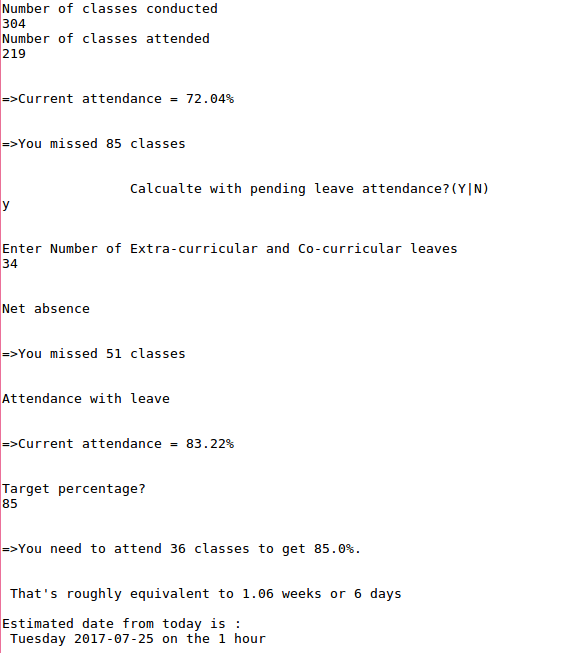 Number of classes conducted
304
Number of classes attended
219
=>Current attendance = 72.04%
=>You missed 85 classes
Calcualte with pending leave attendance?(Y|N)
y
Enter Number of Extra-curricular and Co-curricular leaves
34
Net absence
=>You missed 51 classes
Attendance with leave
=>Current attendance = 83.22%
Target percentage?
85
=>You need to attend 36 classes to get 85.0%.
That's roughly equivalent to 1.06 weeks or 6 days
Estimated date from today is :
Tuesday 2017-07-25 on the 1 hour